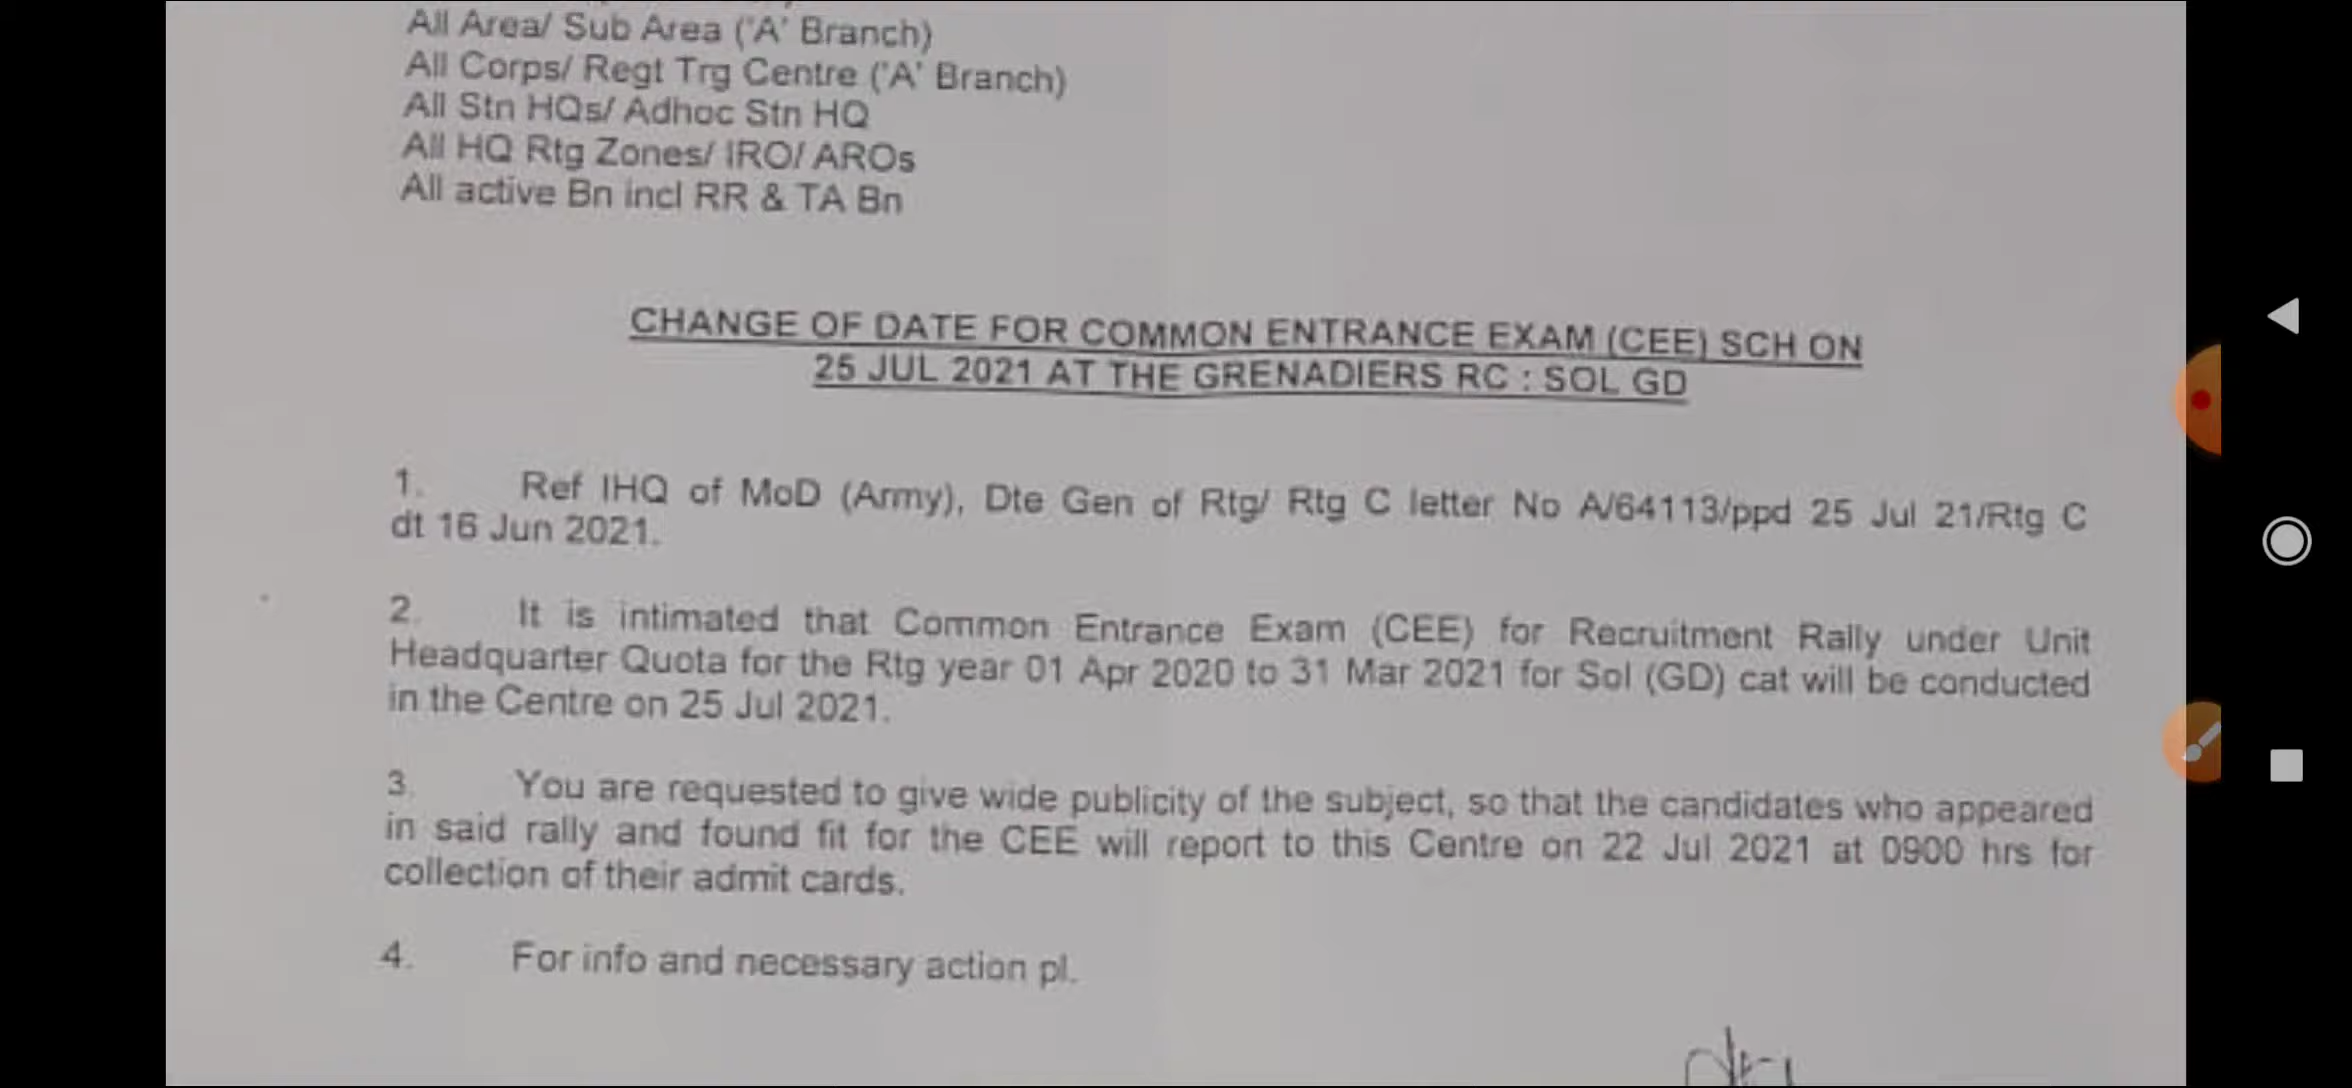 All Area/ Sub Area ('A' Branch)
All Corps/ Regt Trg Centre ('A' Branch)
All Stn HQs/ Adhoc Stn HQ
All HQ Rtg Zones/ IRO/ AROs
All active Bn incl RR & TA Bn
CHANGE OF DATE FOR COMMON ENTRANCE EXAM (CEE) SCH ON
25 JUL 2021 AT THE GRENADIERS RC : SOL GD
1. Ref IHQ of MoD (Army), Dte Gen of Rtg/ Rtg C letter No A/64113/ppd 25 Jul 21/Rtg C
dt 16 Jun 2021.
2. It is intimated that Common Entrance Exam (CEE) for Recruitment Rally under Unit
Headquarter Quota for the Rtg year 01 Apr 2020 to 31 Mar 2021 for Sol (GD) cat will be conducted
in the Centre on 25 Jul 2021.
3. You are requested to give wide publicity of the subject, so that the candidates who appeared
in said rally and found fit for the CEE will report to this Centre on 22 Jul 2021 at 0900 hrs for
collection of their admit cards.
4. For info and necessary action pl.